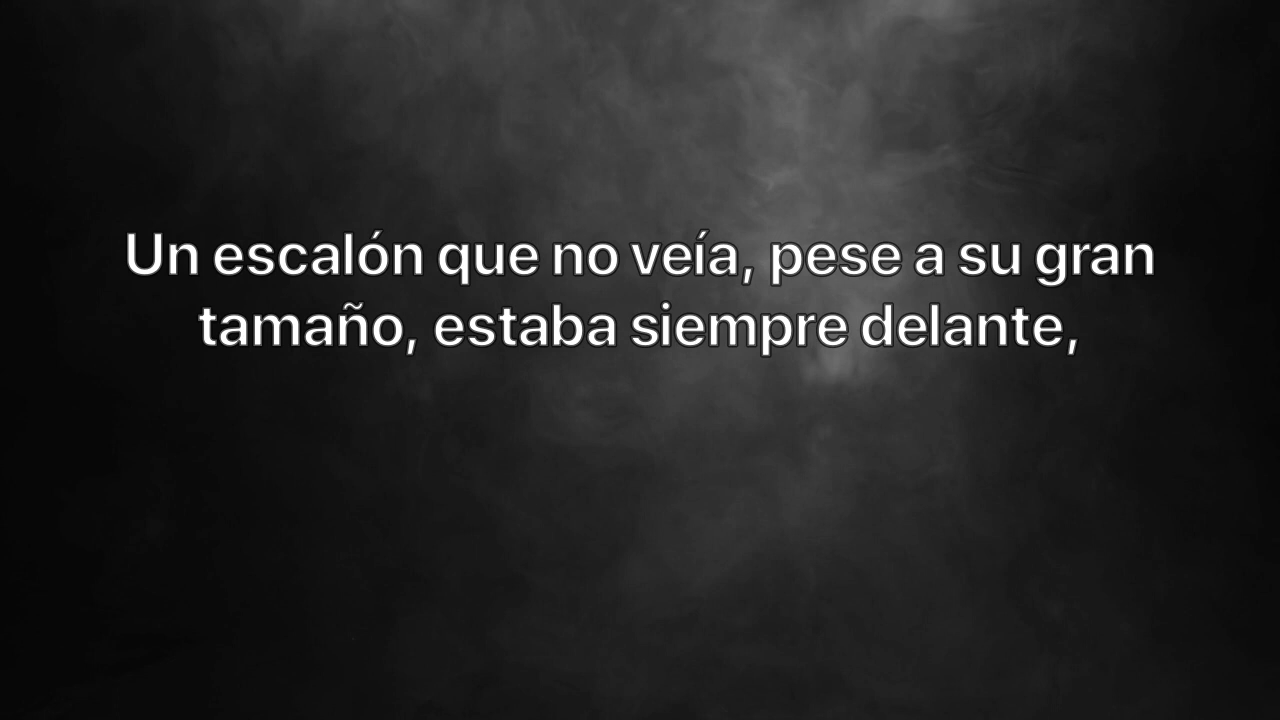 Un escalón que no veía, pese a su gran
tamaño, estaba siempre delante,